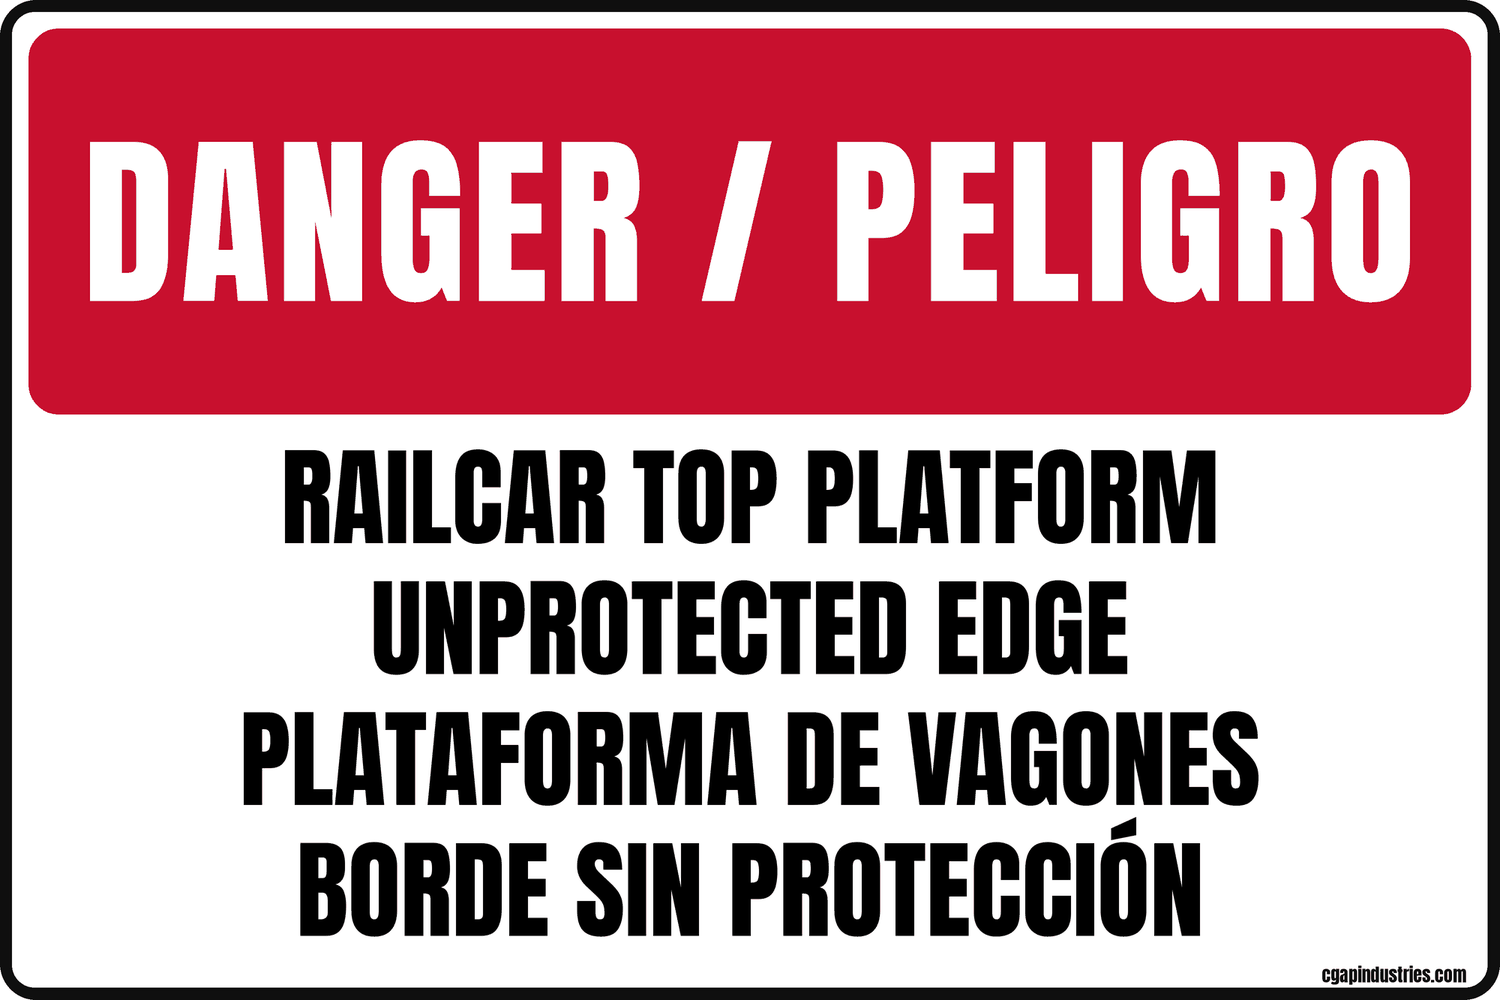 DANGER / PELIGRO
RAILCAR TOP PLATFORM
UNPROTECTED EDGE
PLATAFORMA DE VAGONES
BORDE SIN PROTECCIÓN
cgapindustries.com